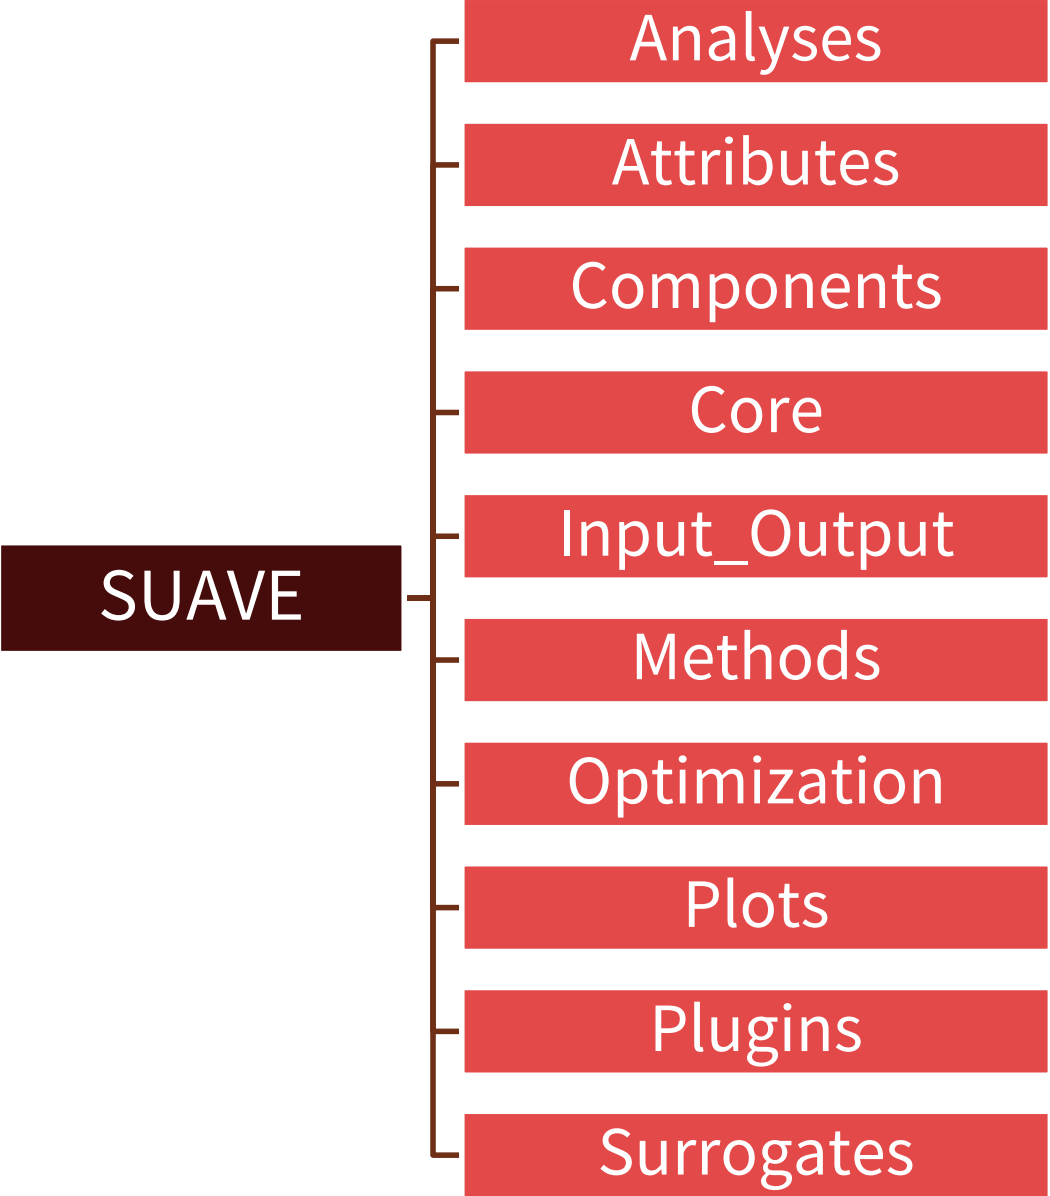 Analyses
Attributes
Components
Core
Input_Output
SUAVE
Methods
Optimization
Plots
Plugins
Surrogates